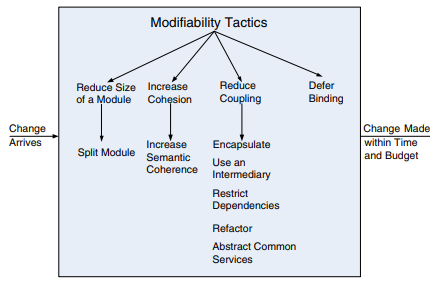 Modifiability Tactics
Reduce Size
of a Module
Increase
Cohesion
Reduce
Coupling
Defer
Binding
Change
Arrives
Split Module
Increase
Semantic
Coherence
Encapsulate
Use an
Intermediary
Restrict
Dependencies
Refactor
Abstract Common
Services
Change Made
within Time
and Budget